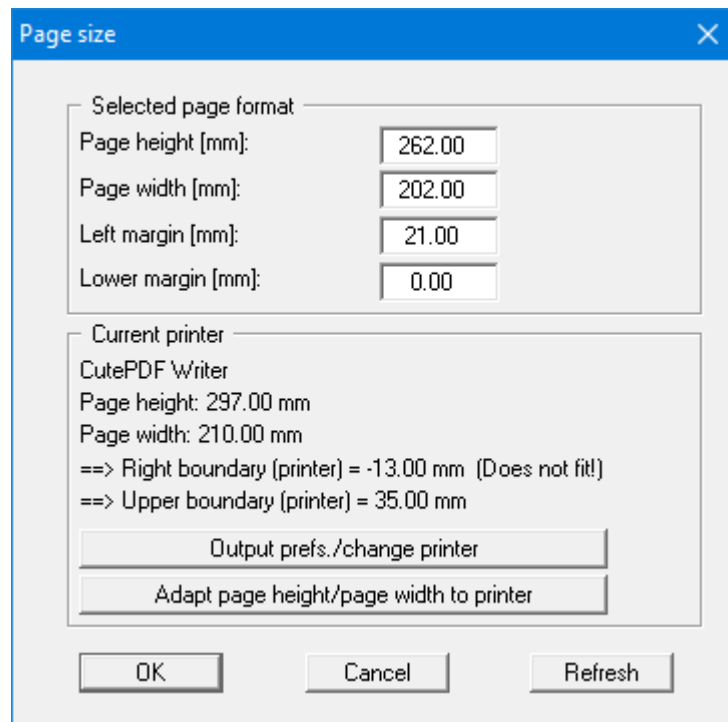 Page size
Selected page format
Page height [mm]: 262.00
Page width [mm]: 202.00
Left margin [mm]: 21.00
Lower margin [mm]: 0.00
Current printer
CutePDF Writer
Page height: 297.00 mm
Page width: 210.00 mm
==> Right boundary (printer) = -13.00 mm  (Does not fit!)
==> Upper boundary (printer) = 35.00 mm
Output prefs./change printer
Adapt page height/page width to printer
OK Cancel Refresh